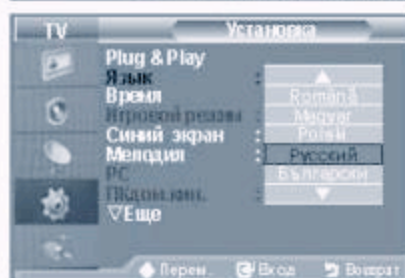 TV Установка
Plug & Play
Язык :
Время Română
Игровой режим : Magyar
Синий экран : Polski
Мелодия : Русский
PC Български
▽Еще
Перем. Вход Возврат